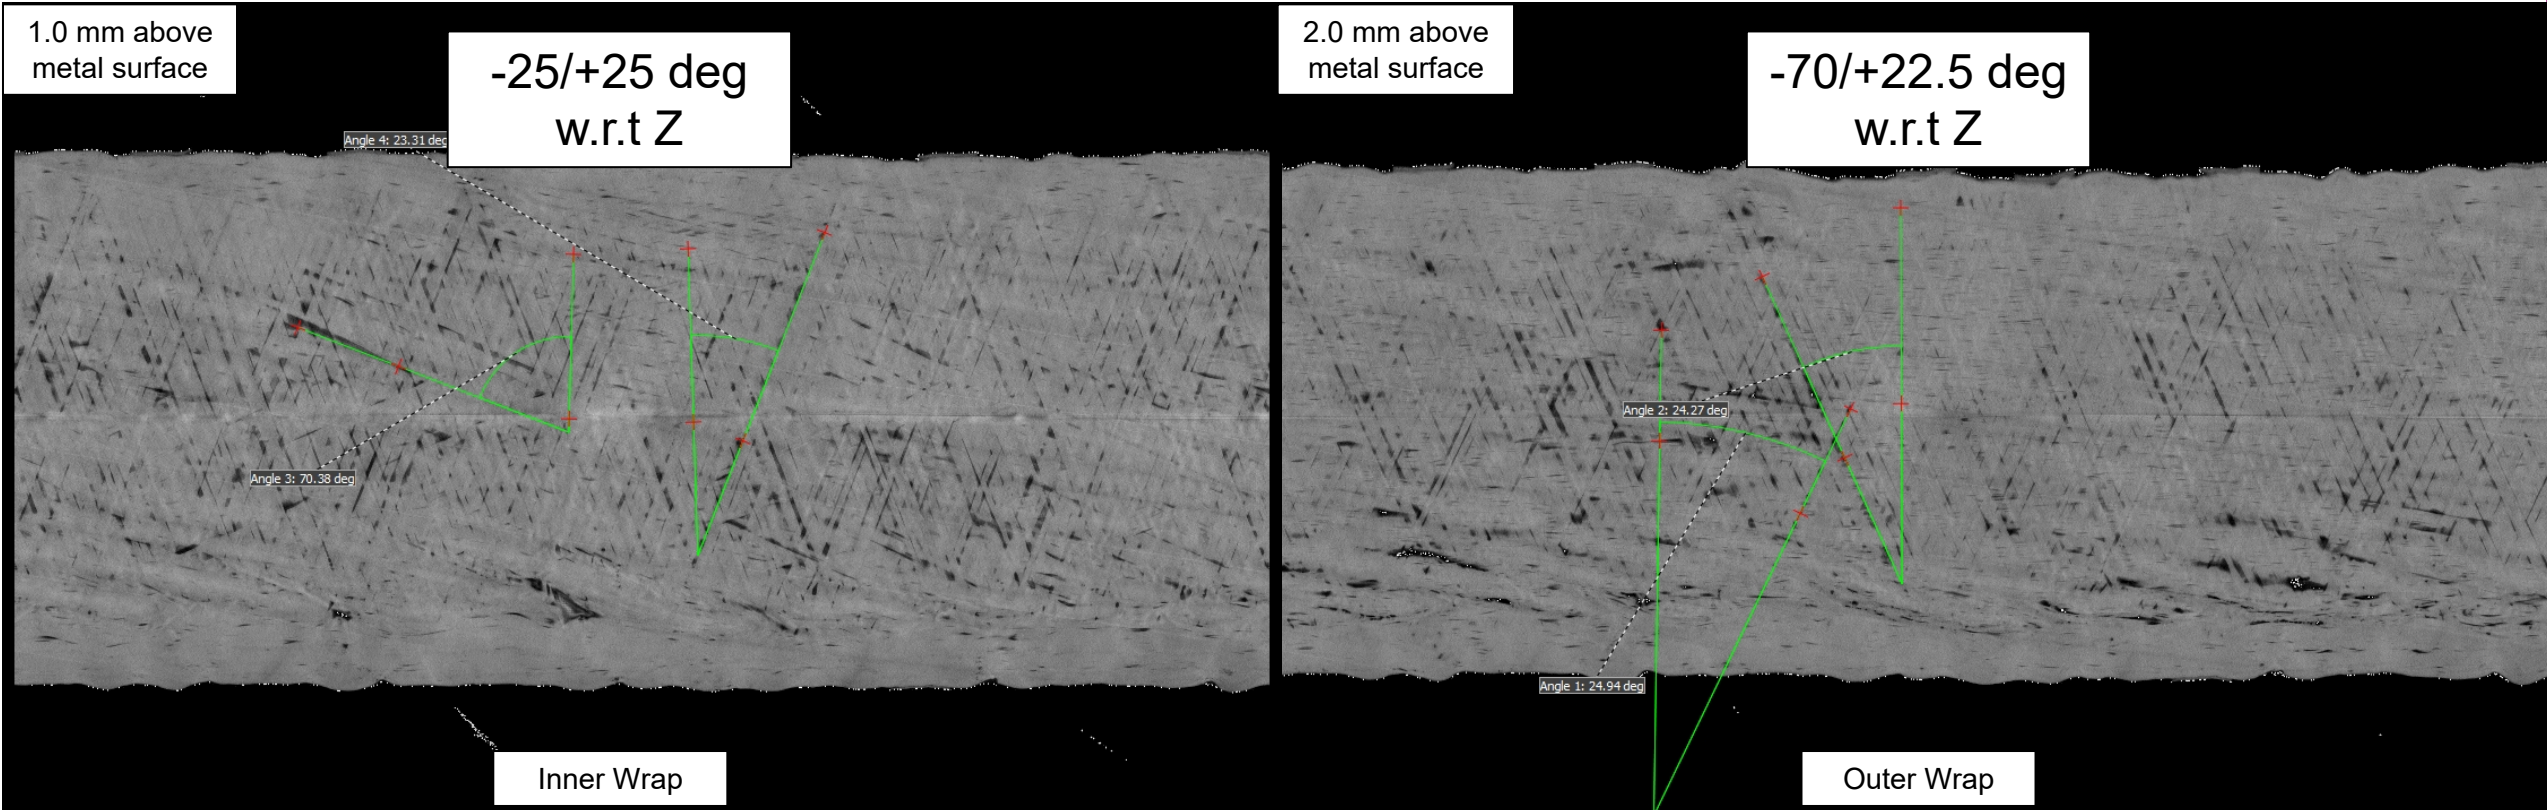 1.0 mm above
metal surface
-25/+25 deg
w.r.t Z
Angle 4: 23.31 deg
Angle 3: 70.38 deg
Inner Wrap
2.0 mm above
metal surface
-70/+22.5 deg
w.r.t Z
Angle 2: 24.27 deg
Angle 1: 24.94 deg
Outer Wrap